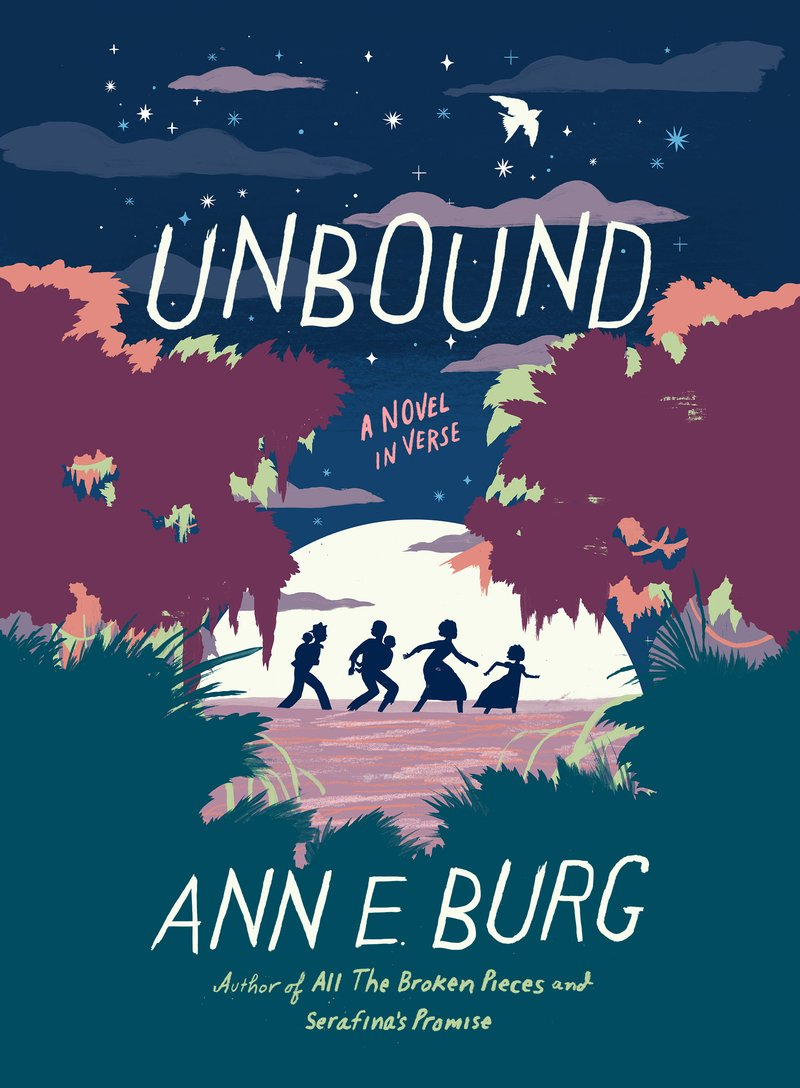 UNBOUND
A NOVEL
IN VERSE
ANN E. BURG
Author of All The Broken Pieces and
Serafina's Promise